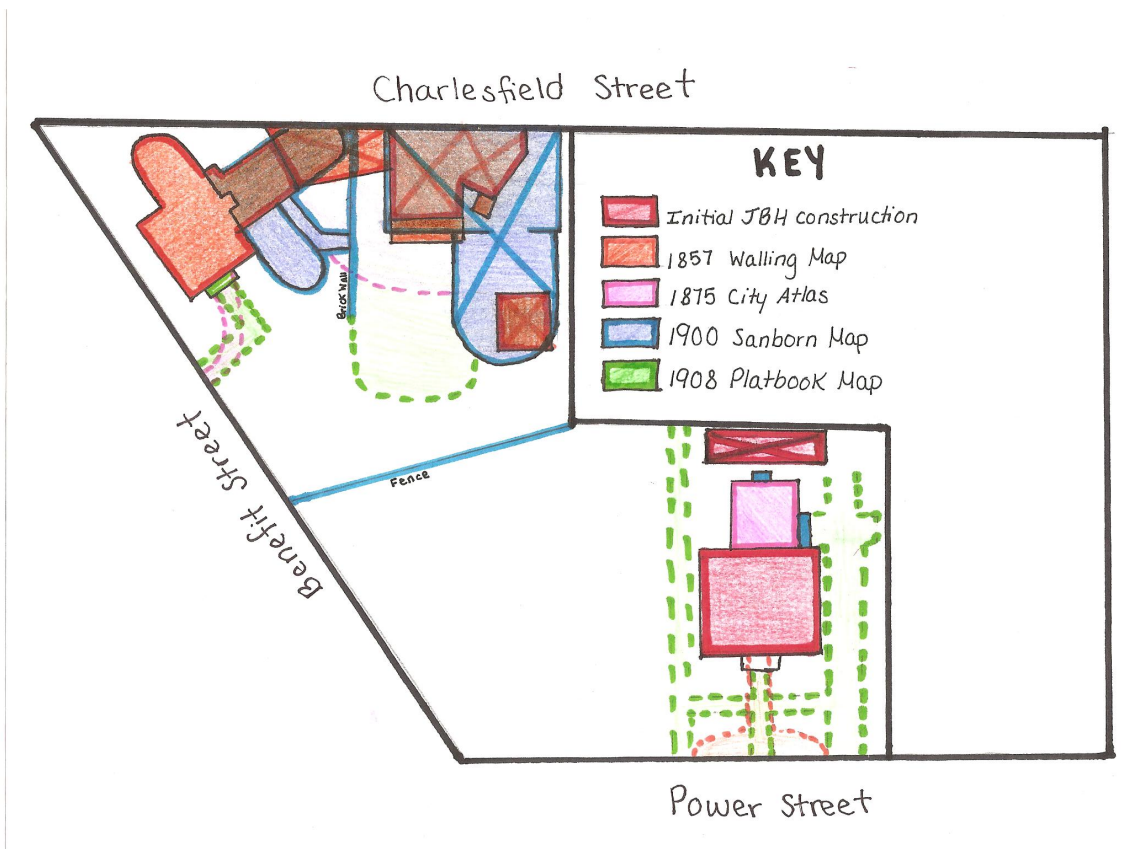 Charlesfield Street
KEY
Initial JBH construction
1857 Walling Map
1875 City Atlas
1900 Sanborn Map
1908 Platbook Map
Brick Wall
Fence
Benefit Street
Power Street